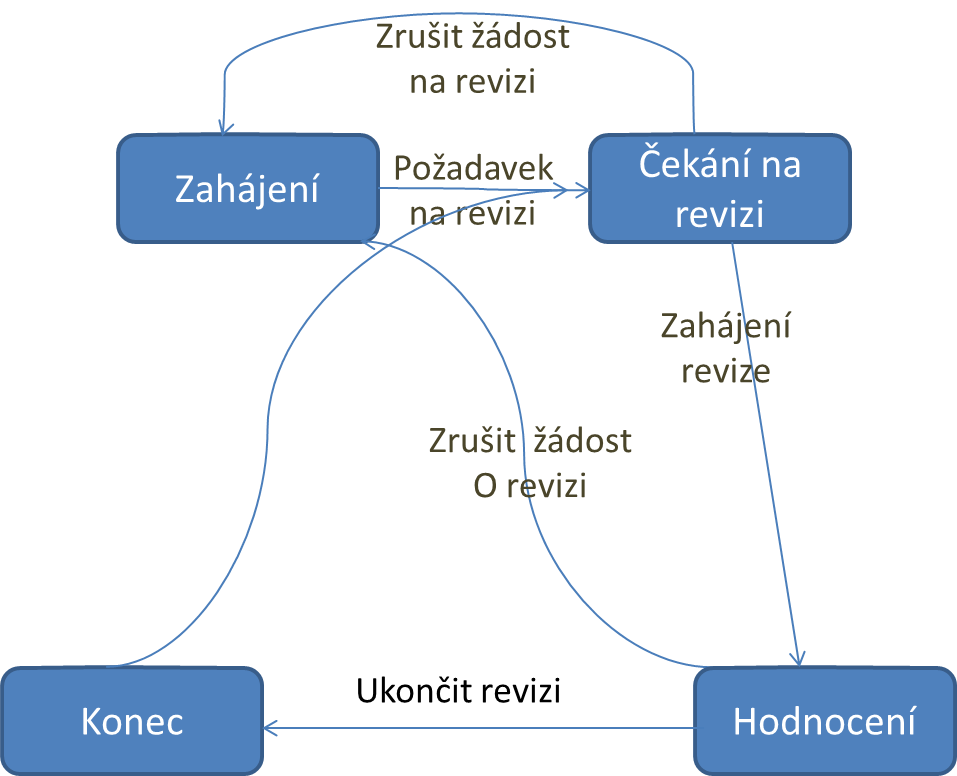 Zrušit žádost
na revizi
Zahájení
Požadavek
na revizi
Čekání na
revizi
Zahájení
revize
Zrušit žádost
O revizi
Konec
Ukončit revizi
Hodnocení